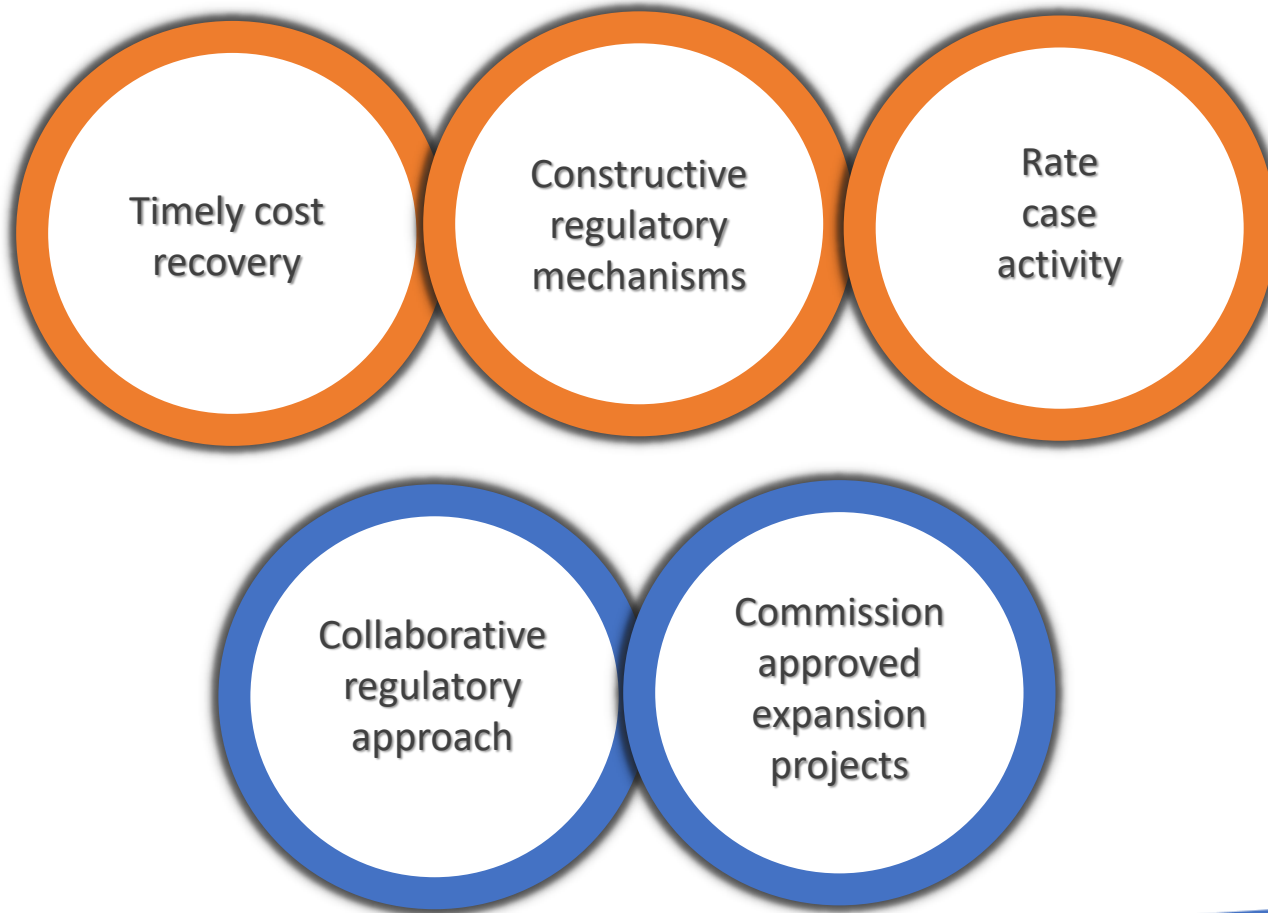 Timely cost
recovery
Constructive
regulatory
mechanisms
Rate
case
activity
Collaborative
regulatory
approach
Commission
approved
expansion
projects